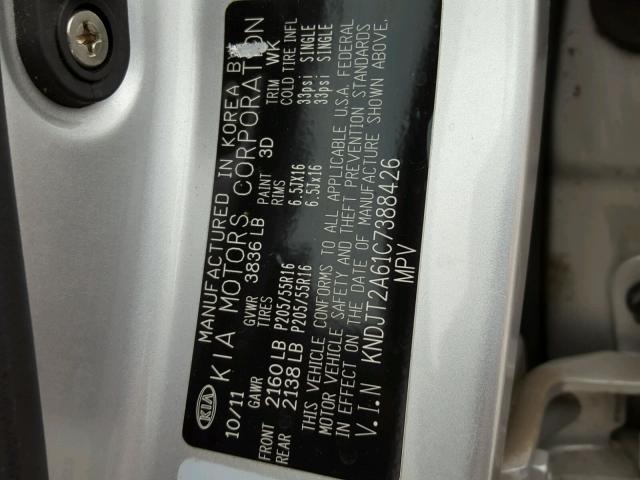 KIA MANUFACTURED IN KOREA BY
KIA MOTORS CORPORATION
10/11 GVWR 3836 LB PAINT 3D TRIM WK
GAWR TIRES RIMS COLD TIRE INFL
FRONT 2160 LB P205/55R16 6.5JX16 33psi SINGLE
REAR 2138 LB P205/55R16 6.5Jx16 33psi SINGLE
THIS VEHICLE CONFORMS TO ALL APPLICABLE U.S.A. FEDERAL
MOTOR VEHICLE SAFETY AND THEFT PREVENTION STANDARDS
IN EFFECT ON THE DATE OF MANUFACTURE SHOWN ABOVE.
V.I.N KNDJT2A61C7388426
MPV